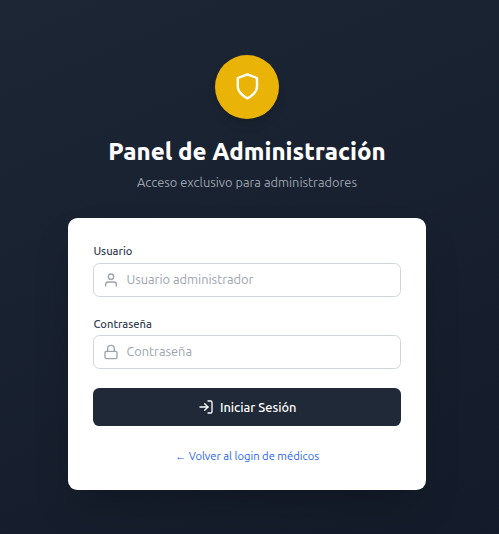 Panel de Administración
Acceso exclusivo para administradores
Usuario
Usuario administrador
Contraseña
Contraseña
Iniciar Sesión
← Volver al login de médicos